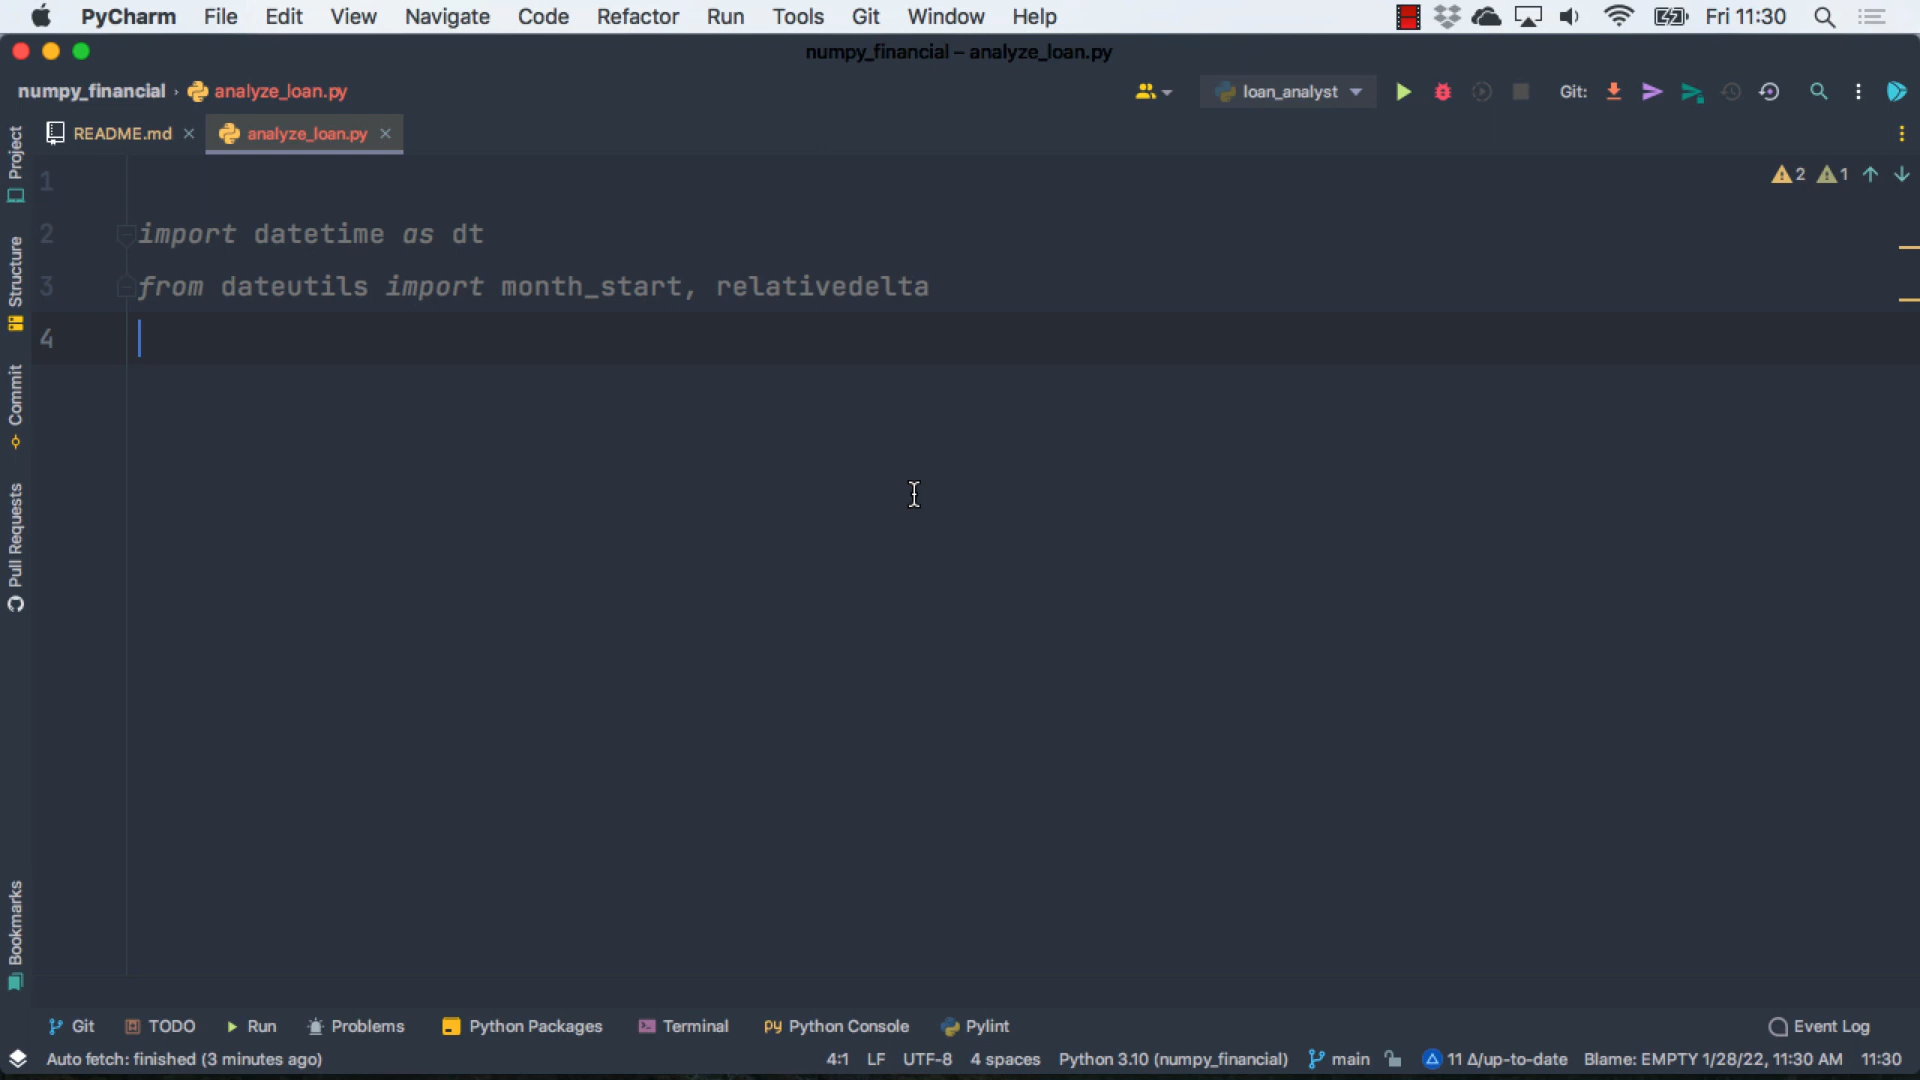 PyCharm File Edit View Navigate Code Refactor Run Tools Git Window Help Fri 11:30
numpy_financial – analyze_loan.py
numpy_financial › analyze_loan.py loan_analyst Git:
README.md analyze_loan.py
2 1
1
2 import datetime as dt
3 from dateutils import month_start, relativedelta
4
Project
Structure
Commit
Pull Requests
Bookmarks
Git TODO Run Problems Python Packages Terminal Python Console Pylint Event Log
Auto fetch: finished (3 minutes ago) 4:1 LF UTF-8 4 spaces Python 3.10 (numpy_financial) main 11 Δ/up-to-date Blame: EMPTY 1/28/22, 11:30 AM 11:30